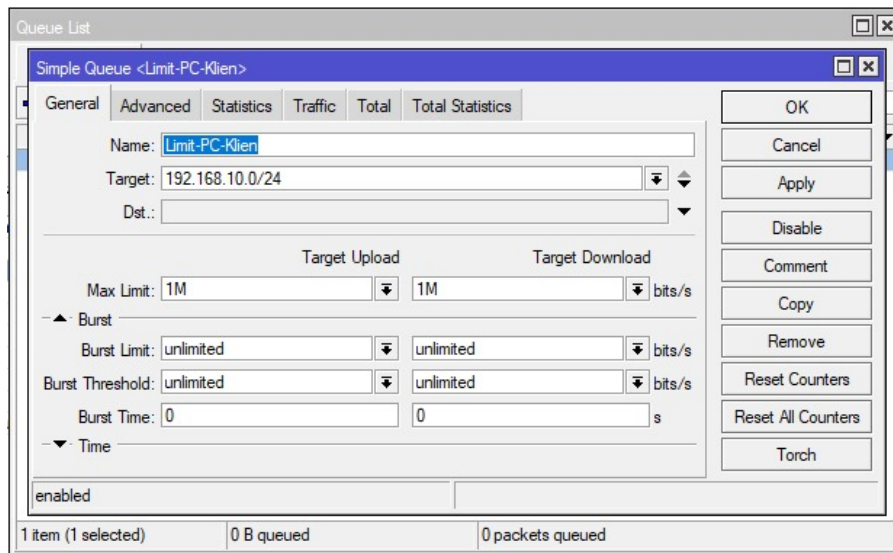 Queue List
Simple Queue <Limit-PC-Klien>
General Advanced Statistics Traffic Total Total Statistics
OK
Name: Limit-PC-Klien
Cancel
Target: 192.168.10.0/24
Apply
Dst.:
Disable
Target Upload Target Download
Comment
Max Limit: 1M 1M bits/s
Copy
Burst
Remove
Burst Limit: unlimited unlimited bits/s
Burst Threshold: unlimited unlimited bits/s
Reset Counters
Burst Time: 0 0 s
Reset All Counters
Time
Torch
enabled
1 item (1 selected) 0 B queued 0 packets queued